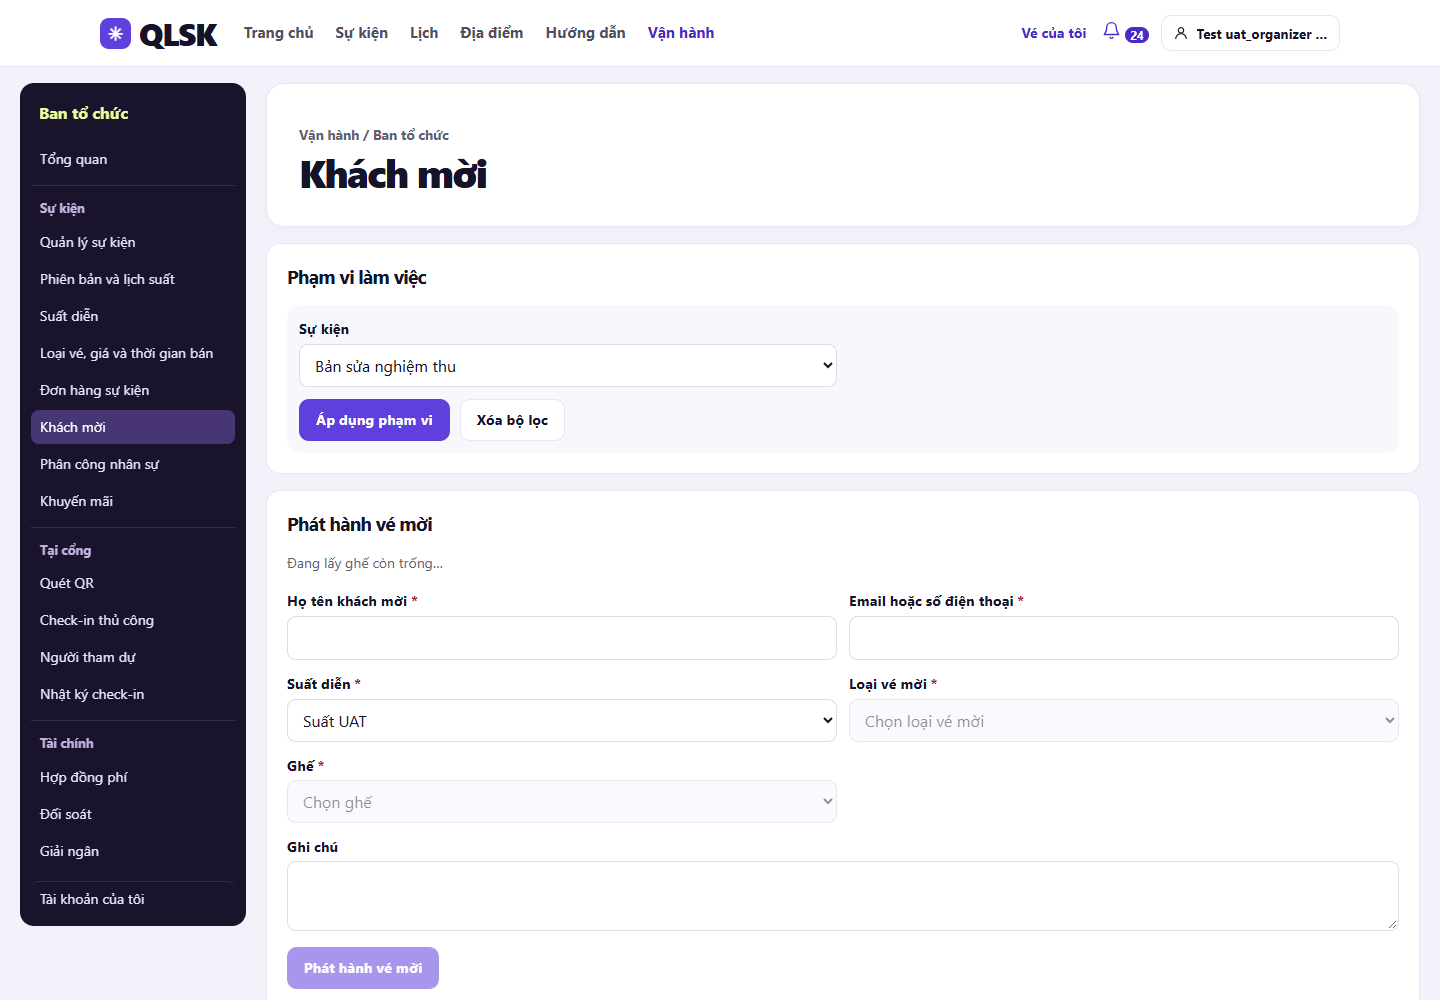 QLSK
Trang chủ
Sự kiện
Lịch
Địa điểm
Hướng dẫn
Vận hành
Vé của tôi
24
Test uat_organizer ...
Ban tổ chức
Tổng quan
Sự kiện
Quản lý sự kiện
Phiên bản và lịch suất
Suất diễn
Loại vé, giá và thời gian bán
Đơn hàng sự kiện
Khách mời
Phân công nhân sự
Khuyến mãi
Tại cổng
Quét QR
Check-in thủ công
Người tham dự
Nhật ký check-in
Tài chính
Hợp đồng phí
Đối soát
Giải ngân
Tài khoản của tôi
Vận hành / Ban tổ chức
Khách mời
Phạm vi làm việc
Sự kiện
Bản sửa nghiệm thu
Áp dụng phạm vi
Xóa bộ lọc
Phát hành vé mời
Đang lấy ghế còn trống...
Họ tên khách mời *
Email hoặc số điện thoại *
Suất diễn *
Suất UAT
Loại vé mời *
Chọn loại vé mời
Ghế *
Chọn ghế
Ghi chú
Phát hành vé mời